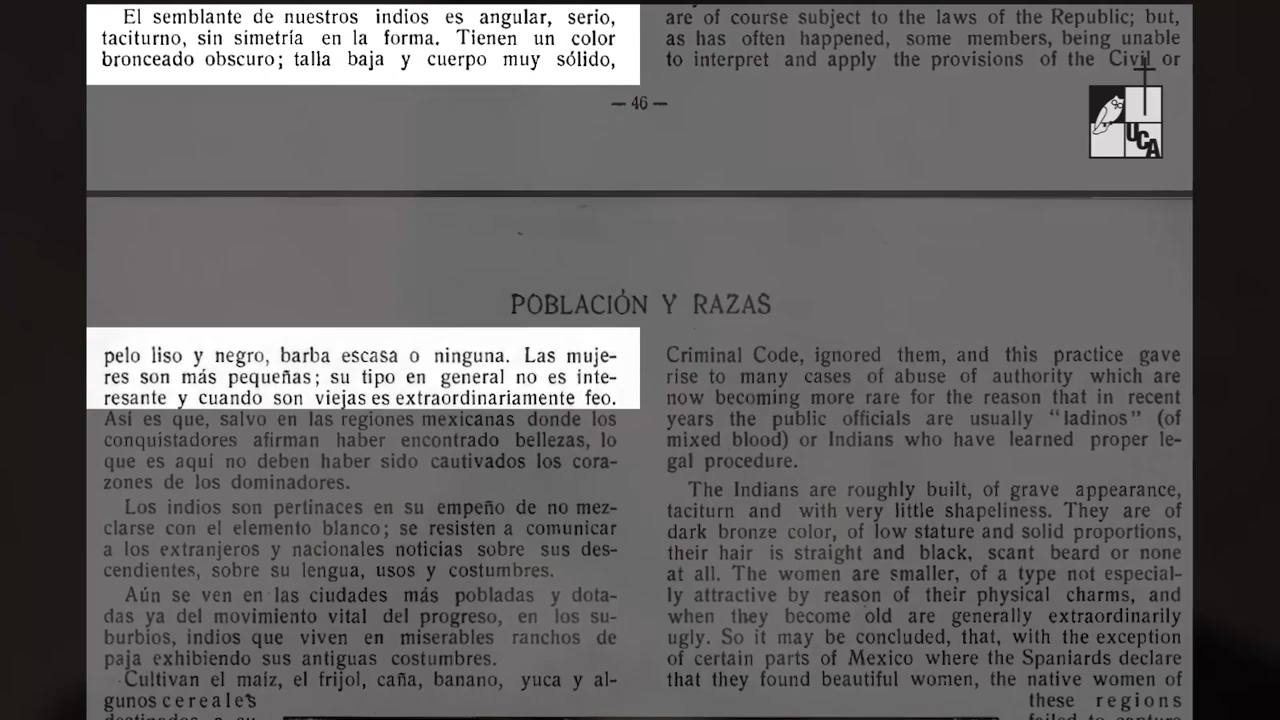 El semblante de nuestros indios es angular, serio,
taciturno, sin simetría en la forma. Tienen un color
bronceado obscuro; talla baja y cuerpo muy sólido,
are of course subject to the laws of the Republic; but,
as has often happened, some members, being unable
to interpret and apply the provisions of the Civil or
— 46 —
UCA
POBLACIÓN Y RAZAS
pelo liso y negro, barba escasa o ninguna. Las muje-
res son más pequeñas; su tipo en general no es inte-
resante y cuando son viejas es extraordinariamente feo.
Así es que, salvo en las regiones mexicanas donde los
conquistadores afirman haber encontrado bellezas, lo
que es aquí no deben haber sido cautivados los cora-
zones de los dominadores.
Los indios son pertinaces en su empeño de no mez-
clarse con el elemento blanco; se resisten a comunicar
a los extranjeros y nacionales noticias sobre sus des-
cendientes, sobre su lengua, usos y costumbres.
Aún se ven en las ciudades más pobladas y dota-
das ya del movimiento vital del progreso, en los su-
burbios, indios que viven en miserables ranchos de
paja exhibiendo sus antiguas costumbres.
Cultivan el maíz, el frijol, caña, banano, yuca y al-
gunos cereales
Criminal Code, ignored them, and this practice gave
rise to many cases of abuse of authority which are
now becoming more rare for the reason that in recent
years the public officials are usually "ladinos" (of
mixed blood) or Indians who have learned proper le-
gal procedure.
The Indians are roughly built, of grave appearance,
taciturn and with very little shapeliness. They are of
dark bronze color, of low stature and solid proportions,
their hair is straight and black, scant beard or none
at all. The women are smaller, of a type not especial-
ly attractive by reason of their physical charms, and
when they become old are generally extraordinarily
ugly. So it may be concluded, that, with the exception
of certain parts of Mexico where the Spaniards declare
that they found beautiful women, the native women of
these regions